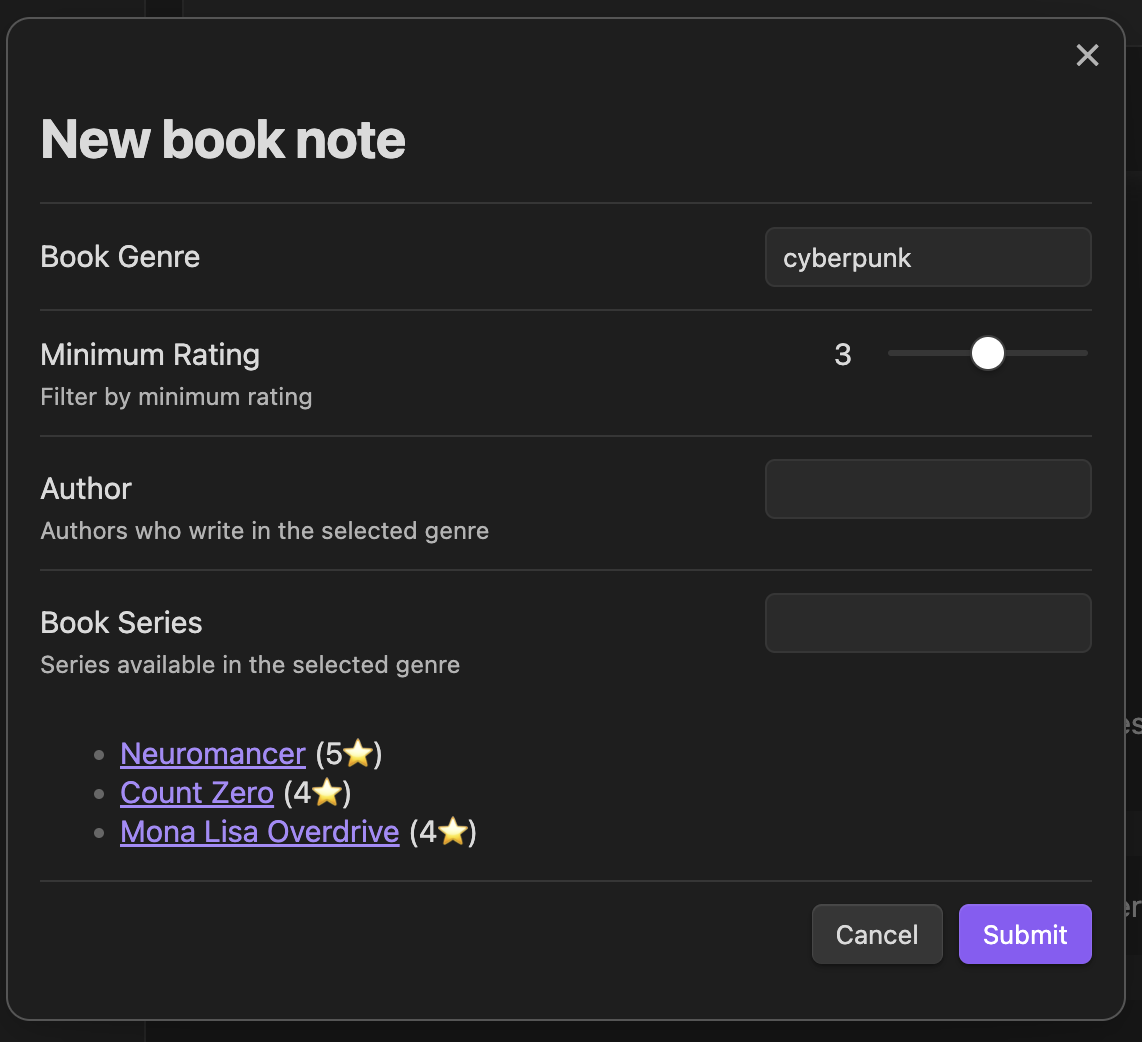 New book note
Book Genre
cyberpunk
Minimum Rating
3
Filter by minimum rating
Author
Authors who write in the selected genre
Book Series
Series available in the selected genre
Neuromancer (5⭐)
Count Zero (4⭐)
Mona Lisa Overdrive (4⭐)
Cancel
Submit